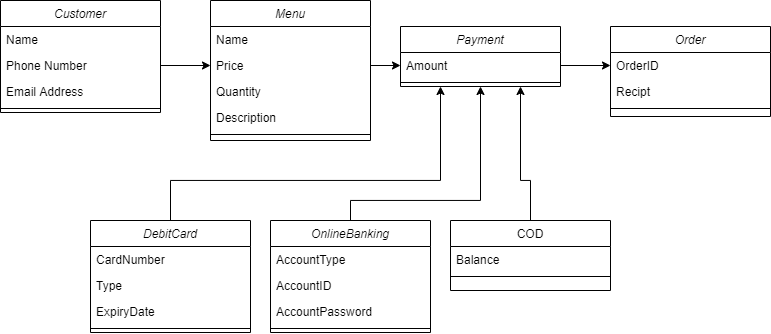 Customer
Name
Phone Number
Email Address
Menu
Name
Price
Quantity
Description
Payment
Amount
Order
OrderID
Recipt
DebitCard
CardNumber
Type
ExpiryDate
OnlineBanking
AccountType
AccountID
AccountPassword
COD
Balance